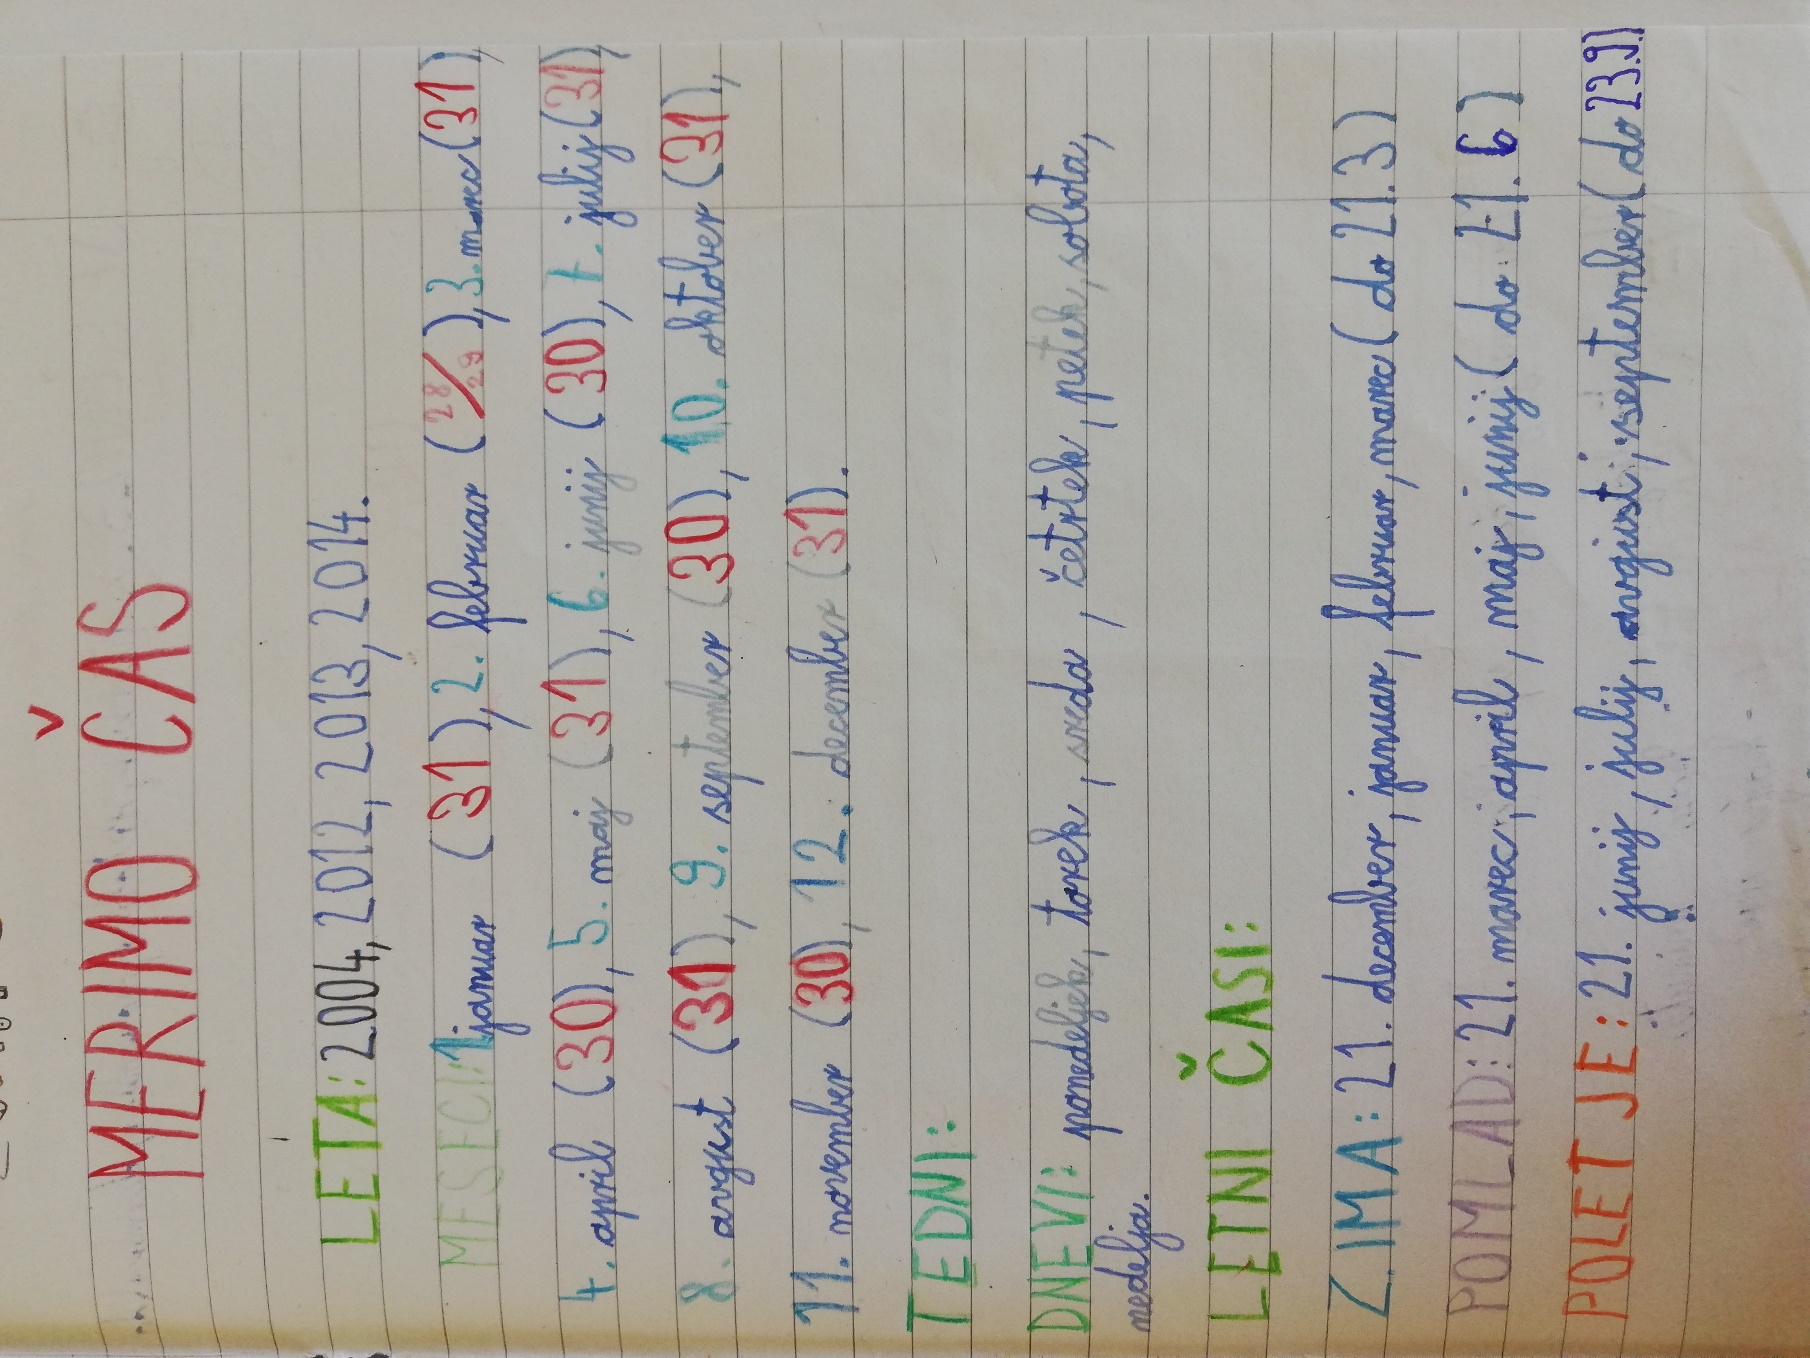 MERIMO ČAS
LETA: 2004, 2012, 2013, 2014.
MESECI: 1. januar (31), 2. februar (28/29), 3. marec (31),
4. april (30), 5. maj (31), 6. junij (30), 7. julij (31),
8. avgust (31), 9. september (30), 10. oktober (31),
11. november (30), 12. december (31).
TEDNI:
DNEVI: ponedeljek, torek, sreda, četrtek, petek, sobota,
nedelja.
LETNI ČASI:
ZIMA: 21. december, januar, februar, marec (do 21.3)
POMLAD: 21. marec, april, maj, junij (do 21.6)
POLETJE: 21. junij, julij, avgust, september (do 23.9)